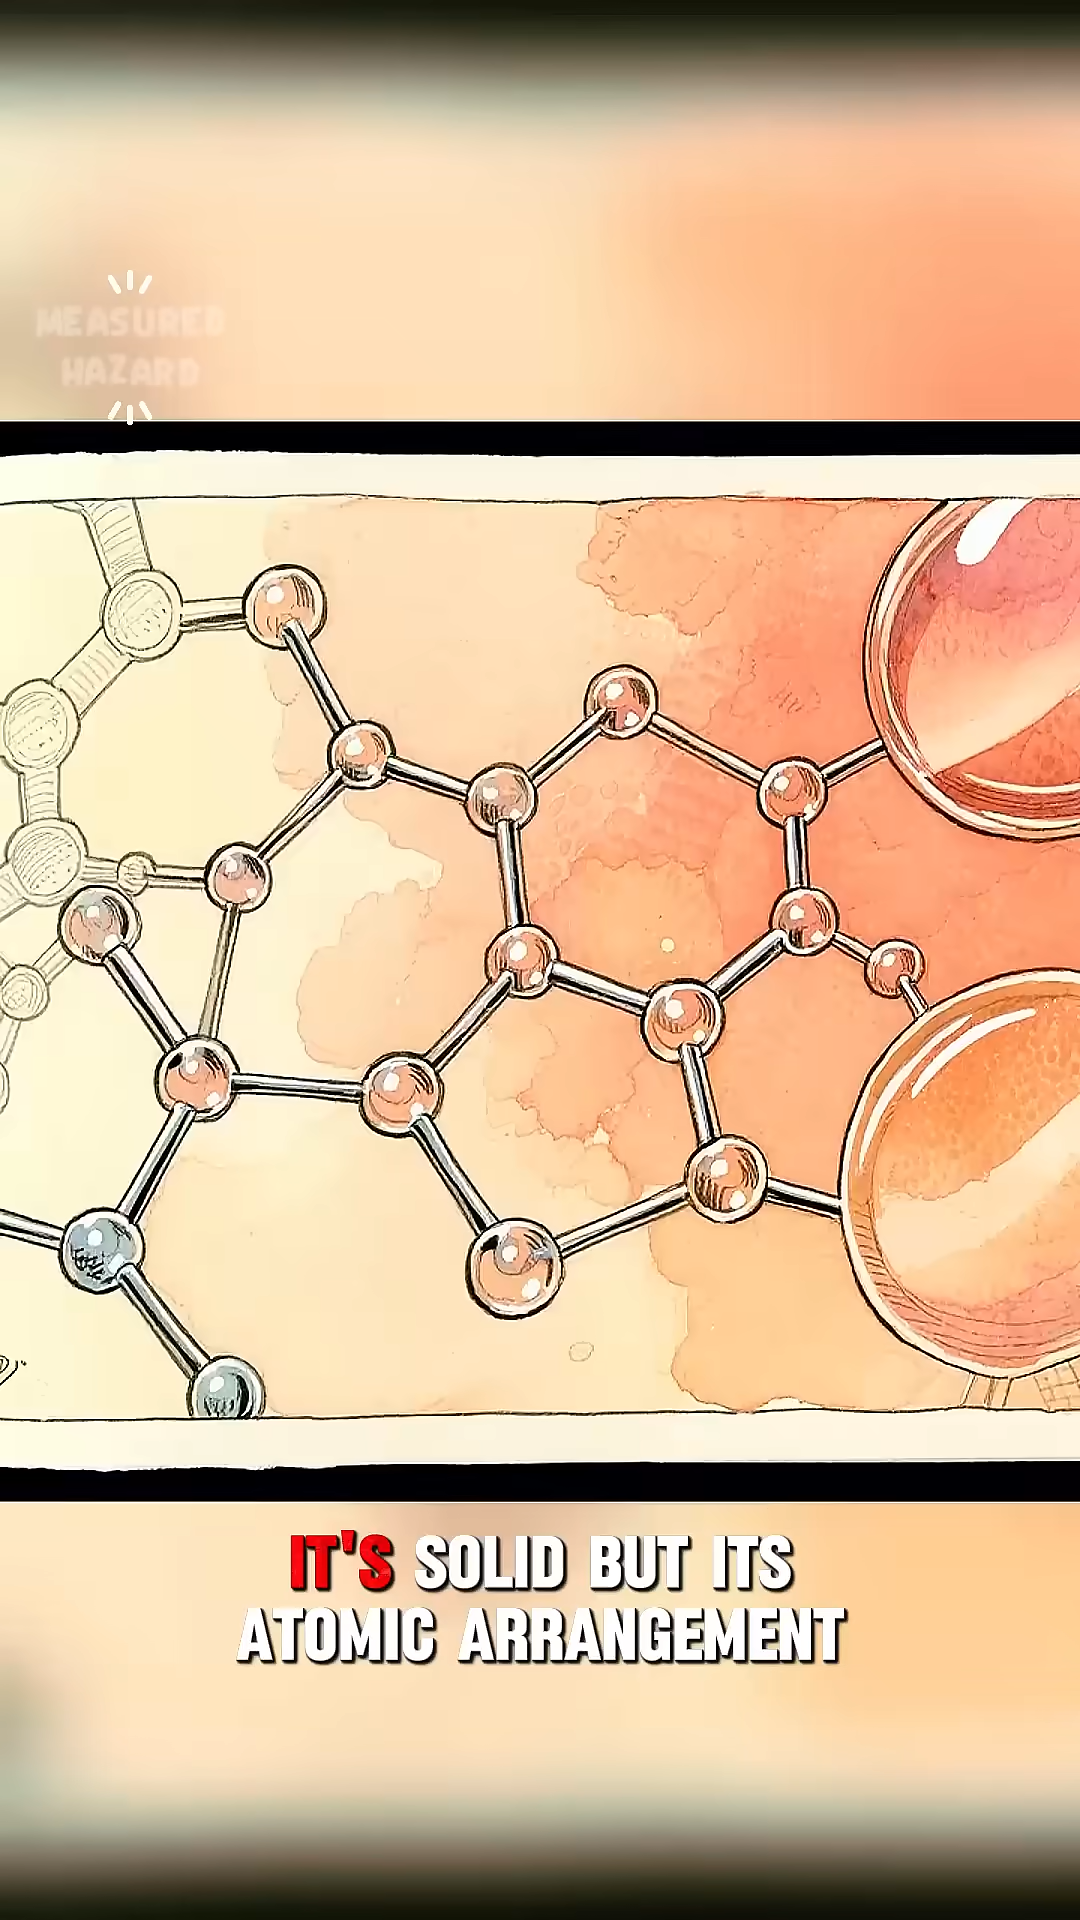 MEASURED
HAZARD
IT'S SOLID BUT ITS
ATOMIC ARRANGEMENT